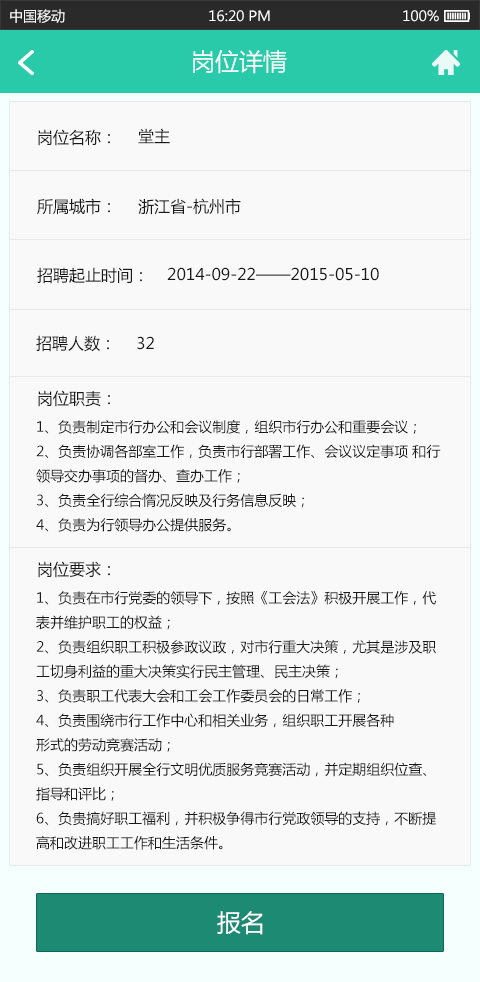 中国移动 16:20 PM 100%
岗位详情
岗位名称： 堂主
所属城市： 浙江省-杭州市
招聘起止时间： 2014-09-22——2015-05-10
招聘人数： 32
岗位职责：
1、负责制定市行办公和会议制度，组织市行办公和重要会议；
2、负责协调各部室工作，负责市行部署工作、会议议定事项 和行
领导交办事项的督办、查办工作；
3、负责全行综合情况反映及行务信息反映；
4、负责为行领导办公提供服务。
岗位要求：
1、负责在市行党委的领导下，按照《工会法》积极开展工作，代
表并维护职工的权益；
2、负责组织职工积极参政议政，对市行重大决策，尤其是涉及职
工切身利益的重大决策实行民主管理、民主决策；
3、负责职工代表大会和工会工作委员会的日常工作；
4、负责围绕市行工作中心和相关业务，组织职工开展各种
形式的劳动竞赛活动；
5、负责组织开展全行文明优质服务竞赛活动，并定期组织位查、
指导和评比；
6、负责搞好职工福利，并积极争得市行党政领导的支持，不断提
高和改进职工工作和生活条件。
报名